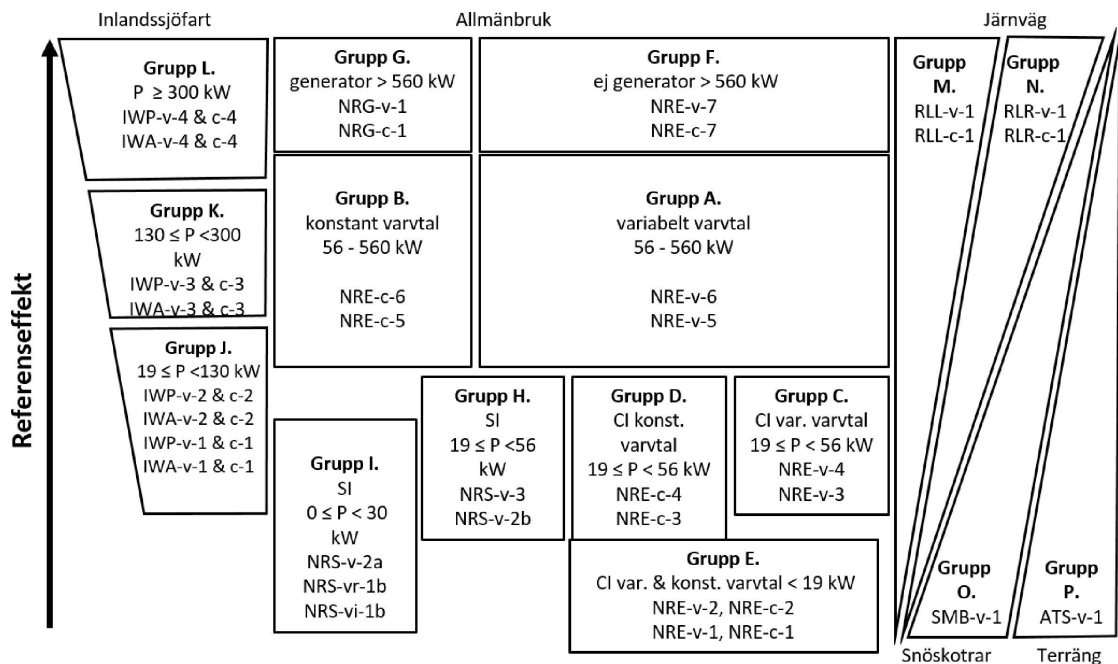 Inlandssjöfart
Allmänbruk
Järnväg
Referenseffekt
Grupp L.
P ≥ 300 kW
IWP-v-4 & c-4
IWA-v-4 & c-4
Grupp K.
130 ≤ P <300
kW
IWP-v-3 & c-3
IWA-v-3 & c-3
Grupp J.
19 ≤ P <130 kW
IWP-v-2 & c-2
IWA-v-2 & c-2
IWP-v-1 & c-1
IWA-v-1 & c-1
Grupp G.
generator > 560 kW
NRG-v-1
NRG-c-1
Grupp F.
ej generator > 560 kW
NRE-v-7
NRE-c-7
Grupp B.
konstant varvtal
56 - 560 kW
NRE-c-6
NRE-c-5
Grupp A.
variabelt varvtal
56 - 560 kW
NRE-v-6
NRE-v-5
Grupp I.
SI
0 ≤ P < 30
kW
NRS-v-2a
NRS-vr-1b
NRS-vi-1b
Grupp H.
SI
19 ≤ P <56
kW
NRS-v-3
NRS-v-2b
Grupp D.
CI konst.
varvtal
19 ≤ P < 56 kW
NRE-c-4
NRE-c-3
Grupp C.
CI var. varvtal
19 ≤ P < 56 kW
NRE-v-4
NRE-v-3
Grupp E.
CI var. & konst. varvtal < 19 kW
NRE-v-2, NRE-c-2
NRE-v-1, NRE-c-1
Grupp
M.
RLL-v-1
RLL-c-1
Grupp
N.
RLR-v-1
RLR-c-1
Grupp
O.
SMB-v-1
Grupp
P.
ATS-v-1
Snöskotrar
Terräng